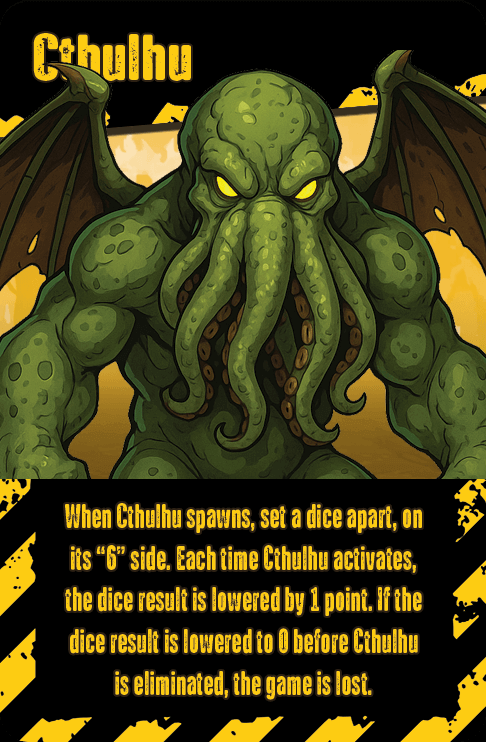 Cthulhu
When Cthulhu spawns, set a dice apart, on
its “6” side. Each time Cthulhu activates,
the dice result is lowered by 1 point. If the
dice result is lowered to 0 before Cthulhu
is eliminated, the game is lost.